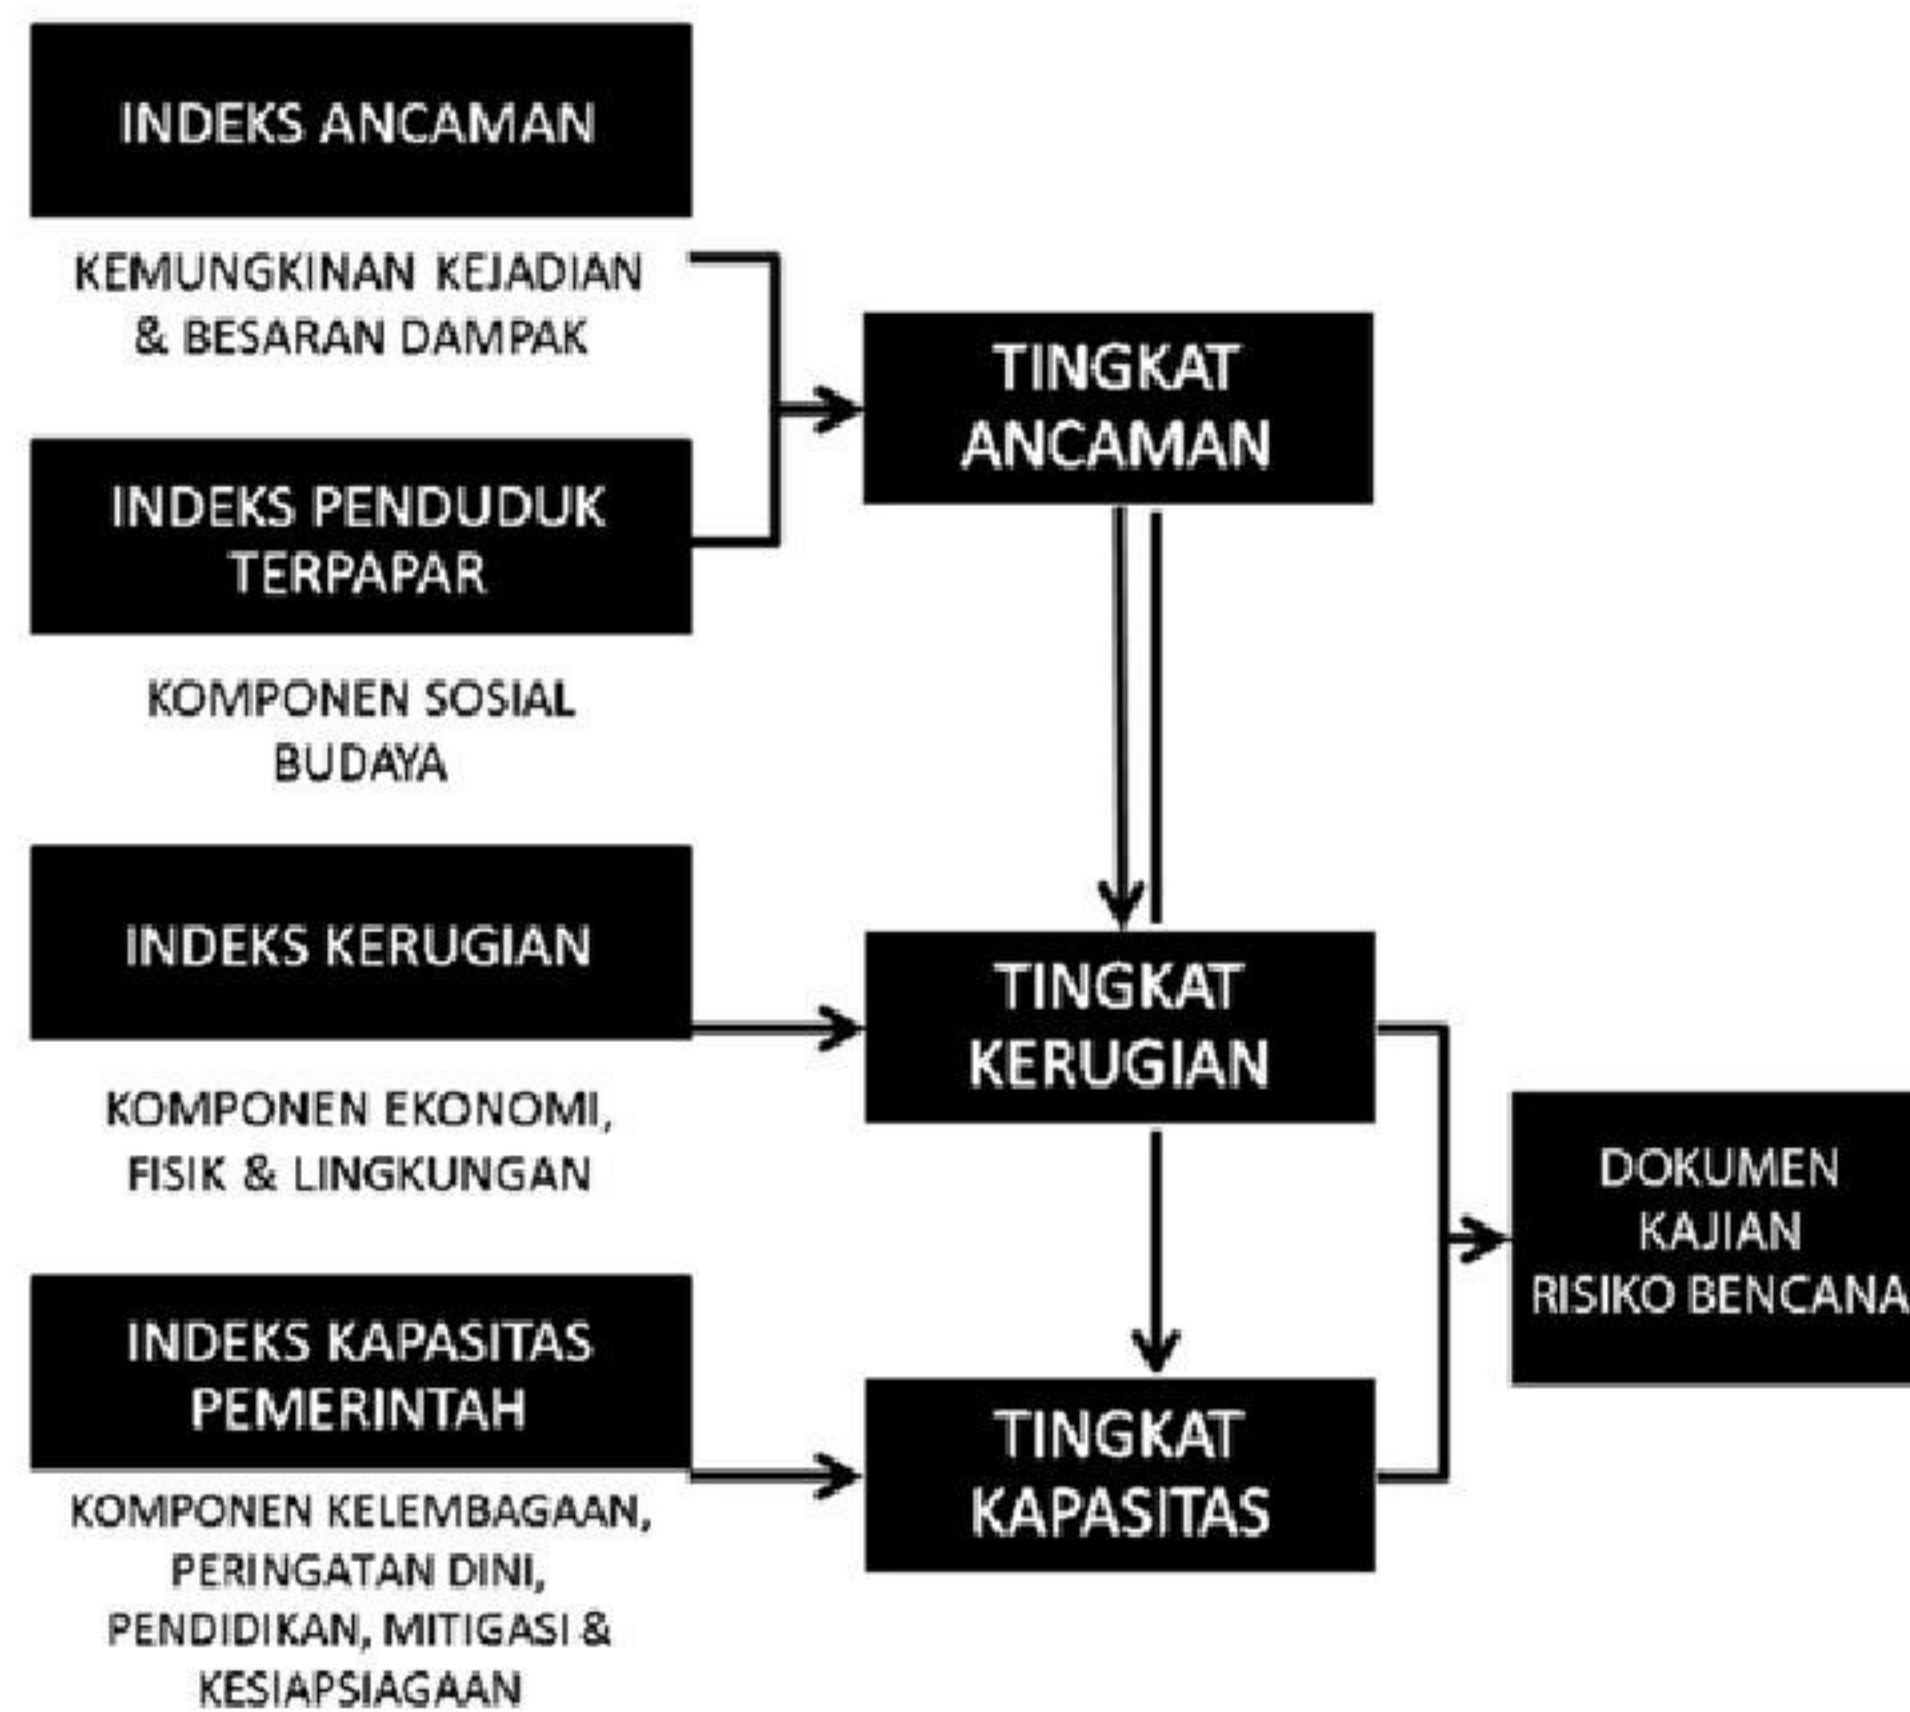 INDEKS ANCAMAN
KEMUNGKINAN KEJADIAN
& BESARAN DAMPAK
INDEKS PENDUDUK
TERPAPAR
KOMPONEN SOSIAL
BUDAYA
INDEKS KERUGIAN
KOMPONEN EKONOMI,
FISIK & LINGKUNGAN
INDEKS KAPASITAS
PEMERINTAH
KOMPONEN KELEMBAGAAN,
PERINGATAN DINI,
PENDIDIKAN, MITIGASI &
KESIAPSIAGAAN
TINGKAT
ANCAMAN
TINGKAT
KERUGIAN
TINGKAT
KAPASITAS
DOKUMEN
KAJIAN
RISIKO BENCANA